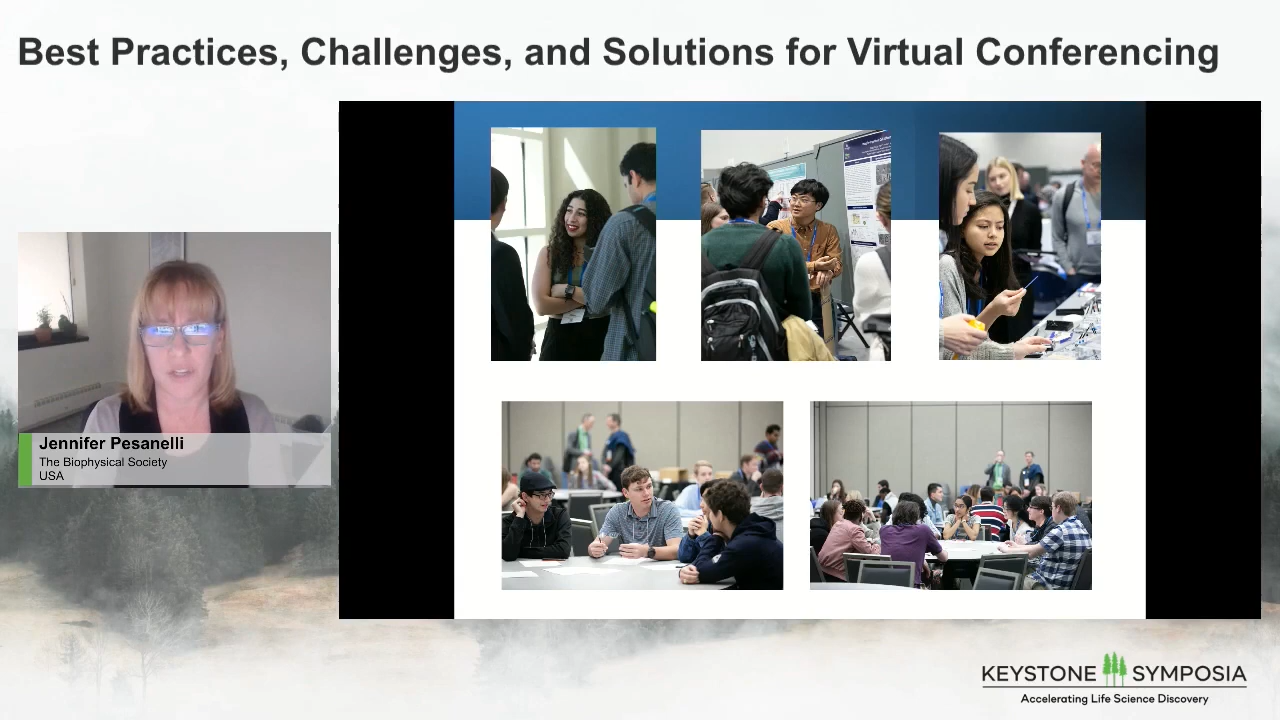 Best Practices, Challenges, and Solutions for Virtual Conferencing
Jennifer Pesanelli
The Biophysical Society
USA
KEYSTONE SYMPOSIA
Accelerating Life Science Discovery